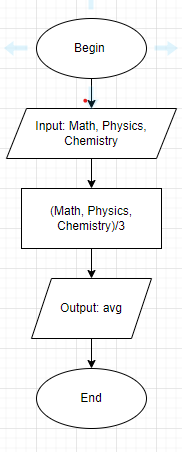 Begin
Input: Math, Physics,
Chemistry
(Math, Physics,
Chemistry)/3
Output: avg
End